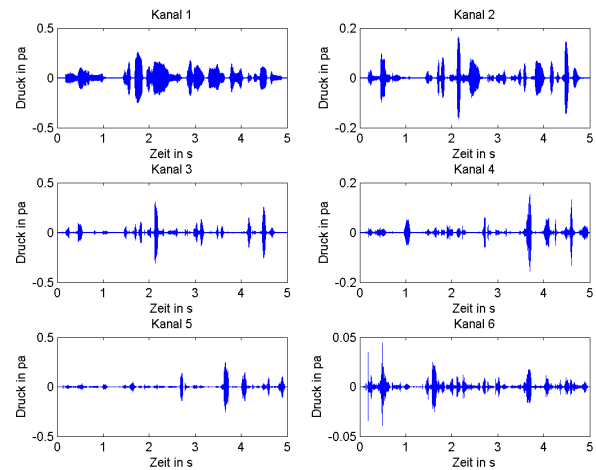 Kanal 1
Kanal 2
Druck in pa
0.5
0
-0.5
0 1 2 3 4 5
Zeit in s
Druck in pa
0.2
0
-0.2
0 1 2 3 4 5
Zeit in s
Kanal 3
Kanal 4
Druck in pa
0.5
0
-0.5
0 1 2 3 4 5
Zeit in s
Druck in pa
0.2
0
-0.2
0 1 2 3 4 5
Zeit in s
Kanal 5
Kanal 6
Druck in pa
0.5
0
-0.5
0 1 2 3 4 5
Zeit in s
Druck in pa
0.05
0
-0.05
0 1 2 3 4 5
Zeit in s